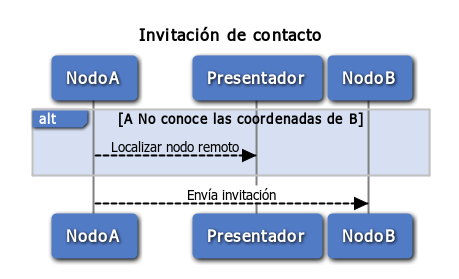 Invitación de contacto
NodoA Presentador NodoB
alt [A No conoce las coordenadas de B]
Localizar nodo remoto
Envía invitación
NodoA Presentador NodoB